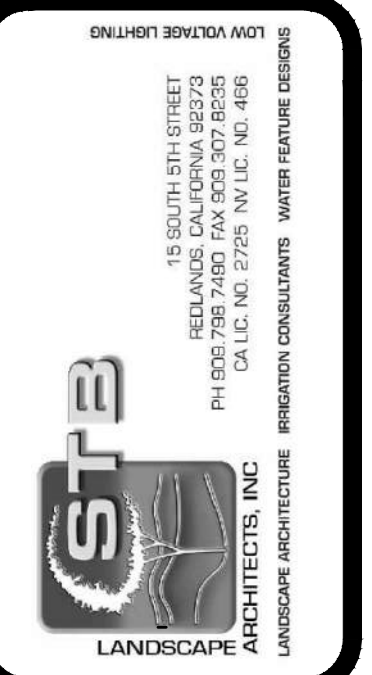 STB
LANDSCAPE
ARCHITECTS, INC
15 SOUTH 5TH STREET
REDLANDS, CALIFORNIA 92373
PH 909.798.7490 FAX 909.307.8235
CA LIC. NO. 2725 NV LIC. NO. 466
LANDSCAPE ARCHITECTURE IRRIGATION CONSULTANTS WATER FEATURE DESIGNS
LOW VOLTAGE LIGHTING